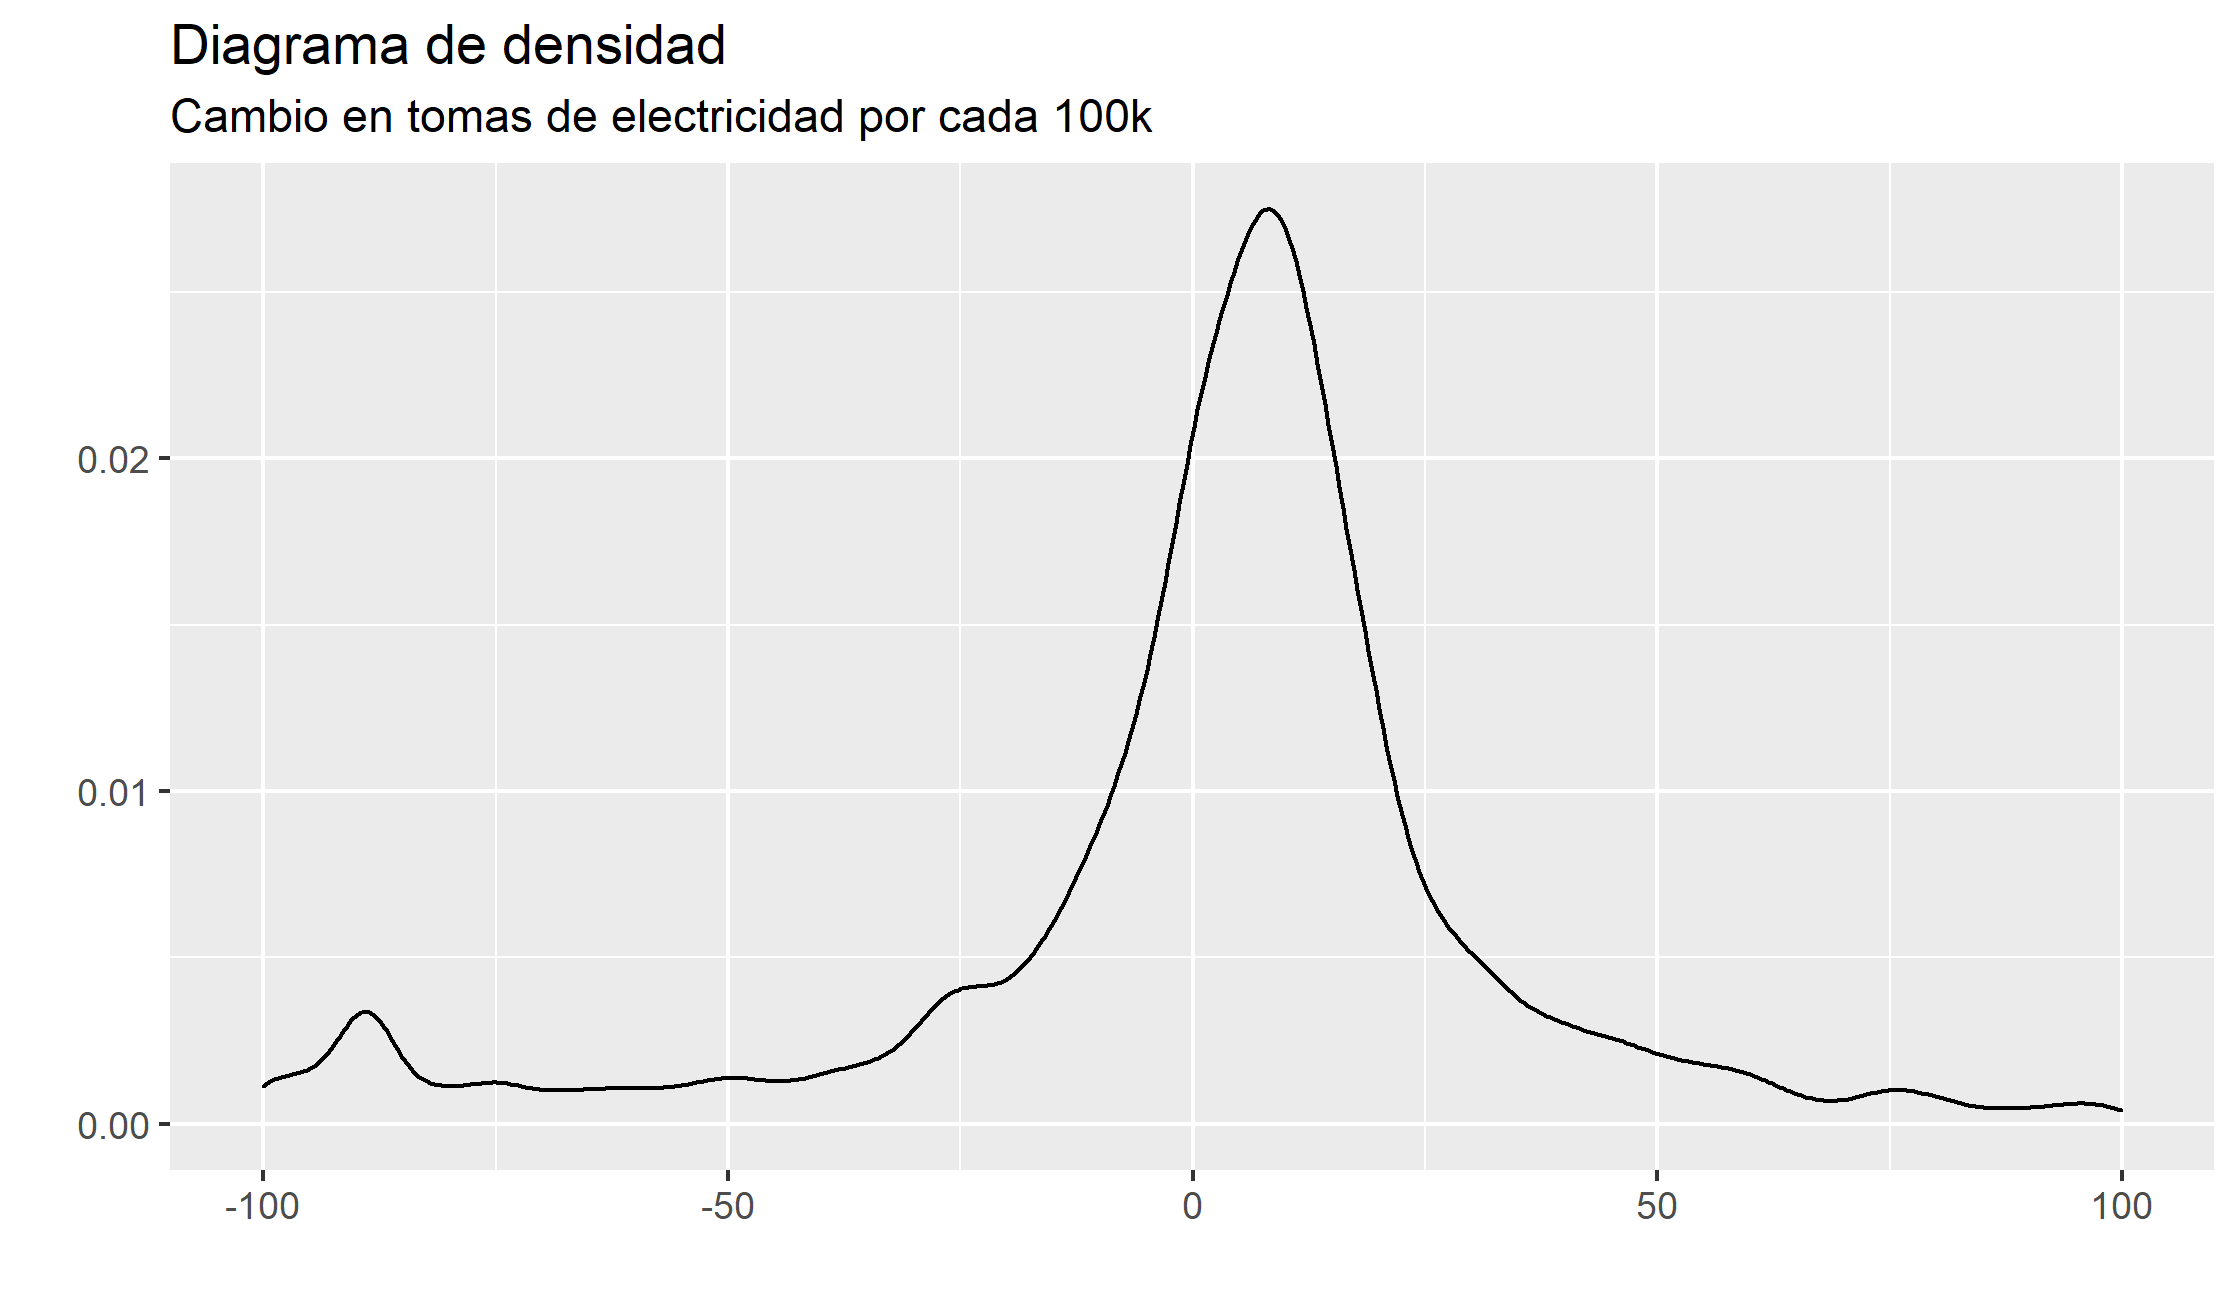 Diagrama de densidad
Cambio en tomas de electricidad por cada 100k
0.02
0.01
0.00
-100 -50 0 50 100